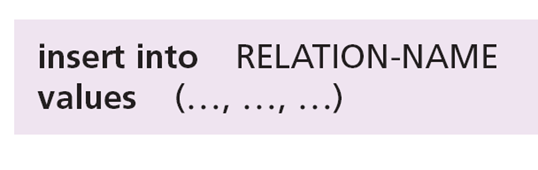 insert into RELATION-NAME
values (…, …, …)